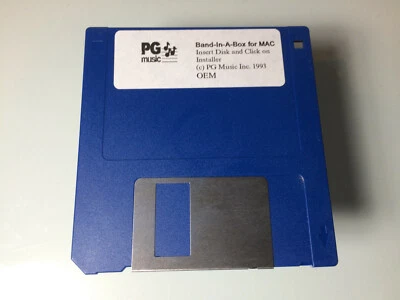 PG music
Band-In-A-Box for MAC
Insert Disk and Click on
Installer
(c) PG Music Inc. 1993
OEM